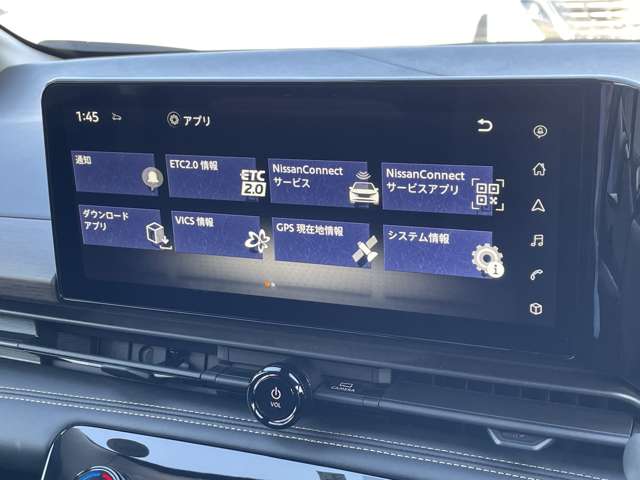 1:45
アプリ
通知
ETC2.0 情報
ETC
2.0
NissanConnect
サービス
NissanConnect
サービスアプリ
ダウンロード
アプリ
VICS 情報
GPS 現在地情報
システム情報
VOL
CAMERA